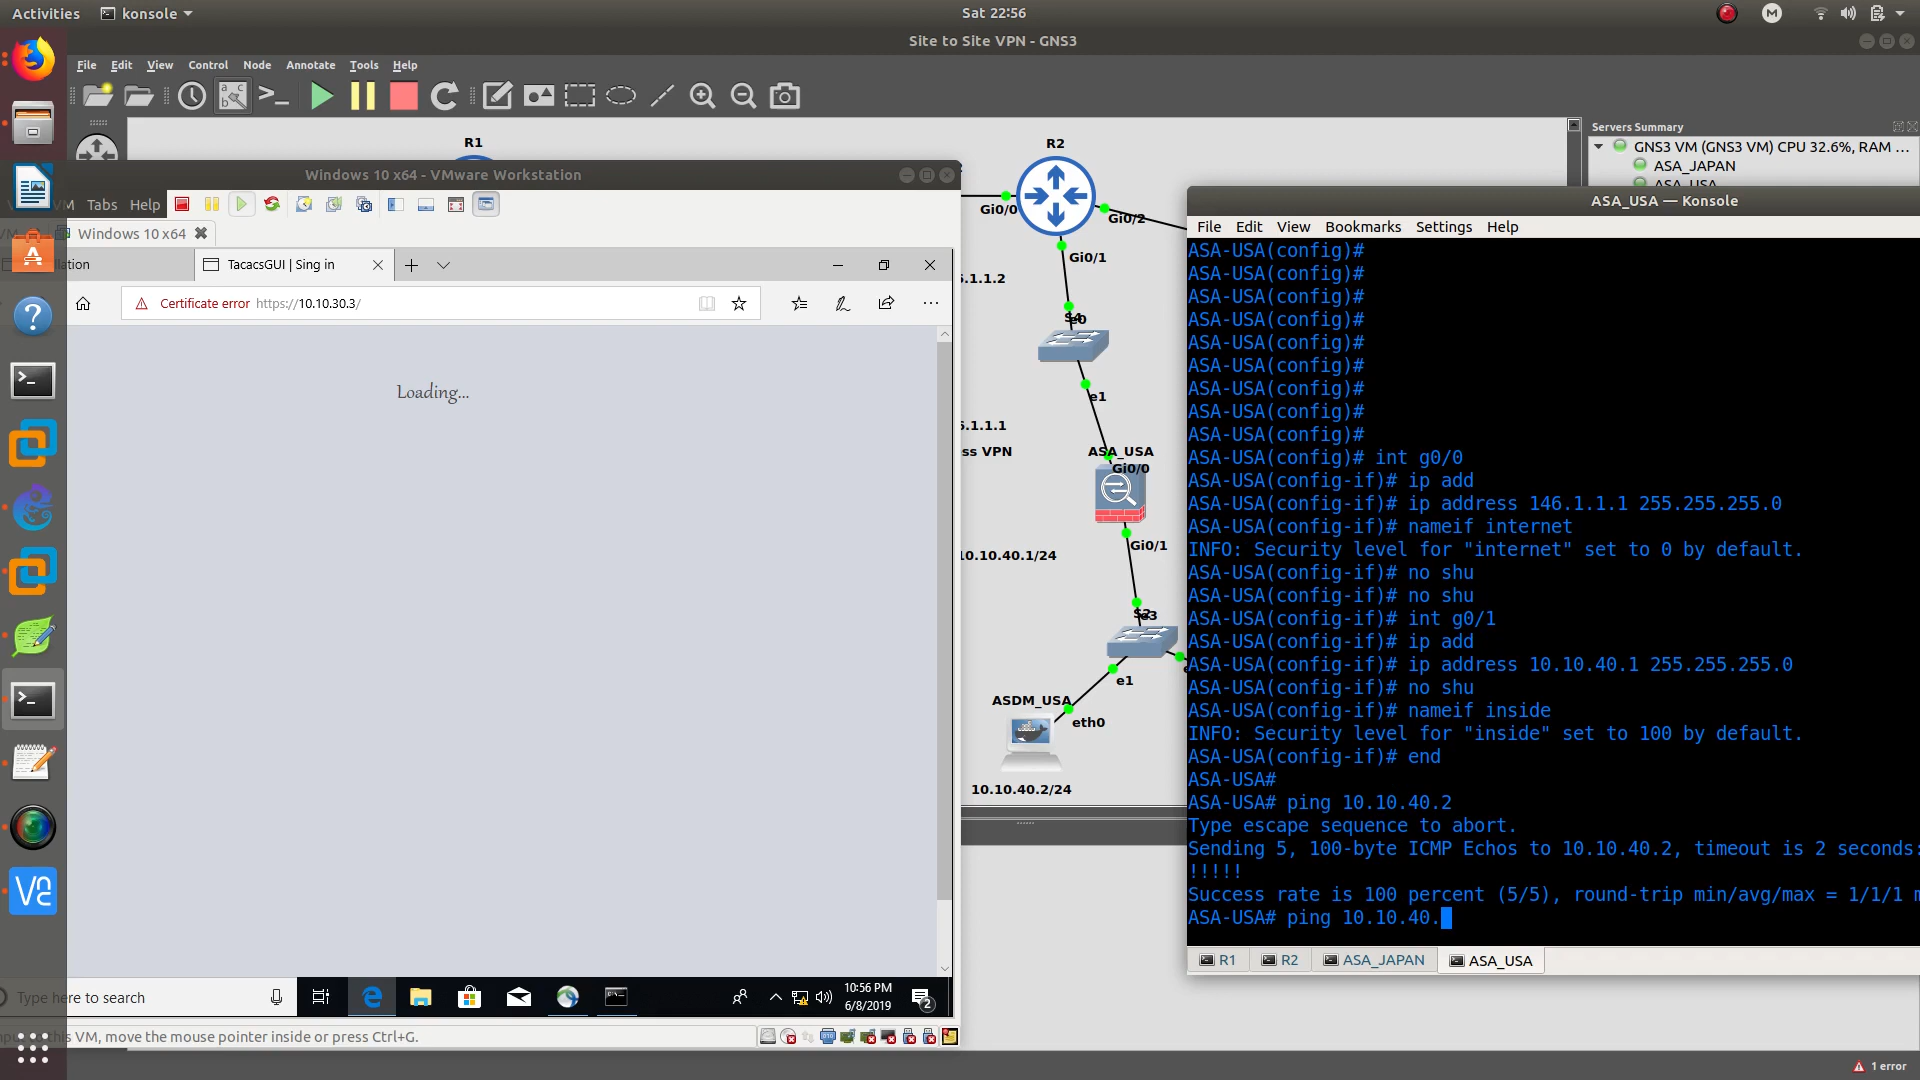 Activities
konsole
Sat 22:56
M
Site to Site VPN - GNS3
File Edit View Control Node Annotate Tools Help
R1
R2
Gi0/0
Gi0/2
Gi0/1
e1
ASA_USA
Gi0/0
Gi0/1
10.10.40.1/24
e1
ASDM_USA
eth0
10.10.40.2/24
.1.1.2
.1.1.1
ss VPN
Servers Summary
GNS3 VM (GNS3 VM) CPU 32.6%, RAM ...
ASA_JAPAN
ASA_USA
Windows 10 x64 - VMware Workstation
VM Tabs Help
Windows 10 x64
lation
TacacsGUI | Sing in
Certificate error https://10.10.30.3/
Loading...
Type here to search
10:56 PM
6/8/2019
2
this VM, move the mouse pointer inside or press Ctrl+G.
ASA_USA — Konsole
File Edit View Bookmarks Settings Help
ASA-USA(config)#
ASA-USA(config)#
ASA-USA(config)#
ASA-USA(config)#
ASA-USA(config)#
ASA-USA(config)#
ASA-USA(config)#
ASA-USA(config)#
ASA-USA(config)#
ASA-USA(config)# int g0/0
ASA-USA(config-if)# ip add
ASA-USA(config-if)# ip address 146.1.1.1 255.255.255.0
ASA-USA(config-if)# nameif internet
INFO: Security level for "internet" set to 0 by default.
ASA-USA(config-if)# no shu
ASA-USA(config-if)# no shu
ASA-USA(config-if)# int g0/1
ASA-USA(config-if)# ip add
ASA-USA(config-if)# ip address 10.10.40.1 255.255.255.0
ASA-USA(config-if)# no shu
ASA-USA(config-if)# nameif inside
INFO: Security level for "inside" set to 100 by default.
ASA-USA(config-if)# end
ASA-USA#
ASA-USA# ping 10.10.40.2
Type escape sequence to abort.
Sending 5, 100-byte ICMP Echos to 10.10.40.2, timeout is 2 seconds:
!!!!!
Success rate is 100 percent (5/5), round-trip min/avg/max = 1/1/1 m
ASA-USA# ping 10.10.40.
R1 R2 ASA_JAPAN ASA_USA
1 error